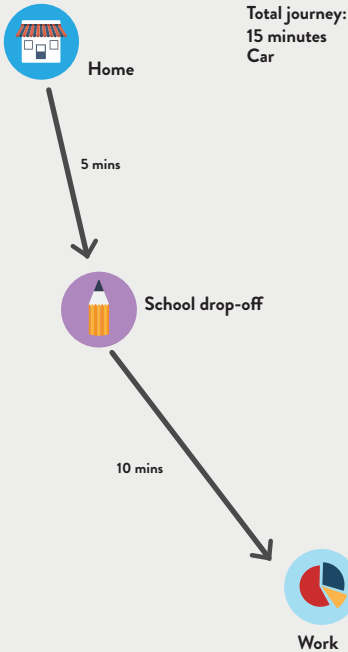 Total journey:
15 minutes
Car
Home
5 mins
School drop-off
10 mins
Work